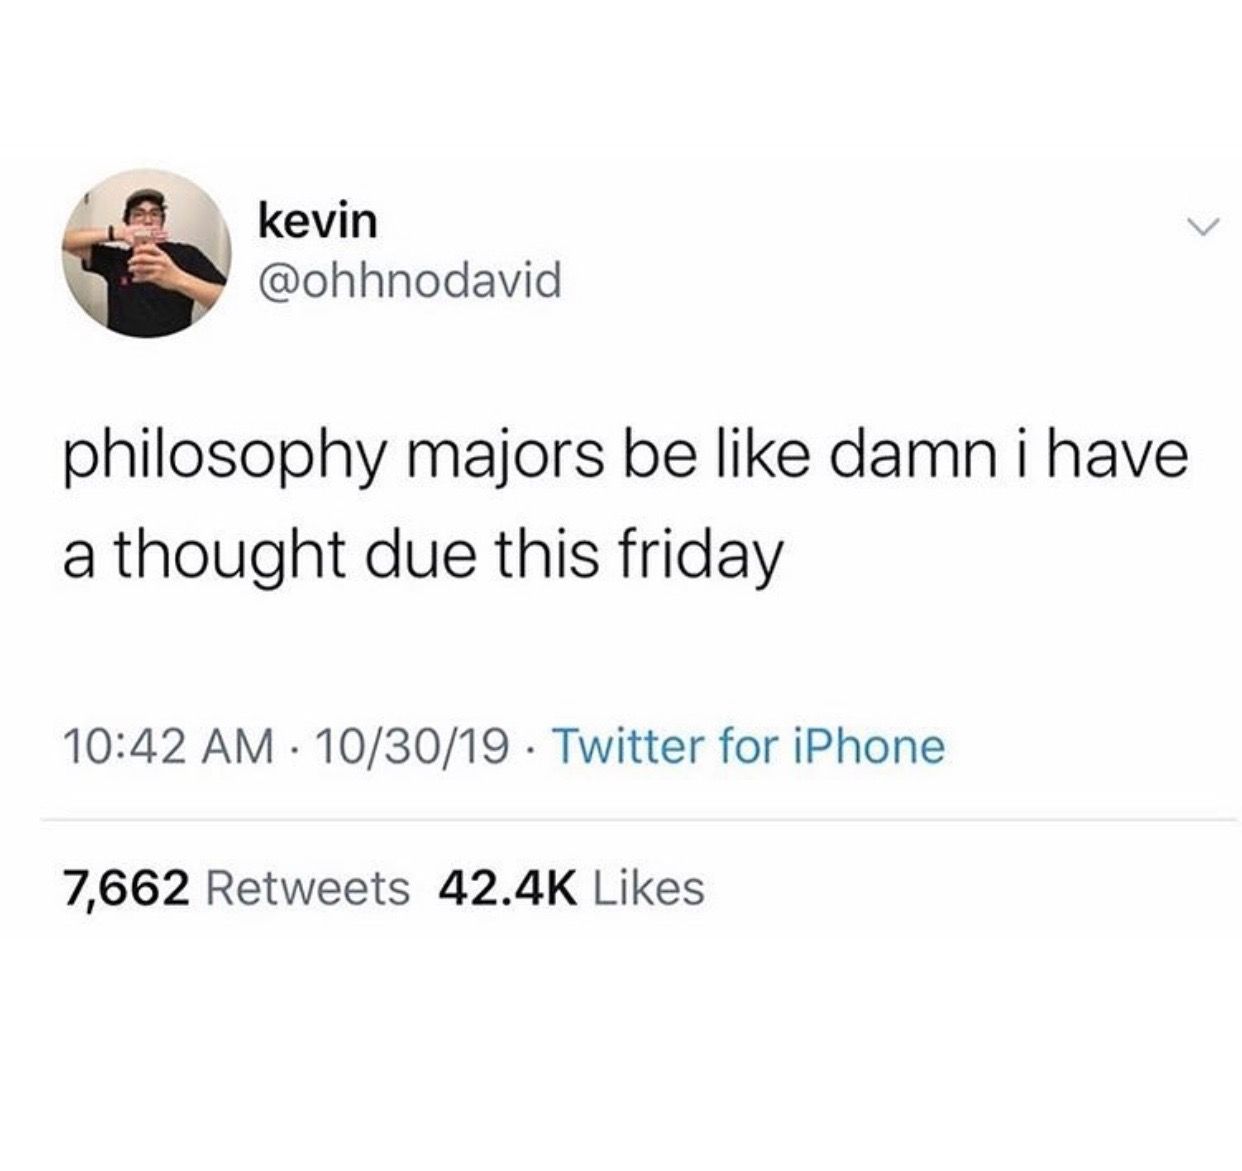 kevin
@ohhnodavid
philosophy majors be like damn i have
a thought due this friday
10:42 AM · 10/30/19 · Twitter for iPhone
7,662 Retweets 42.4K Likes